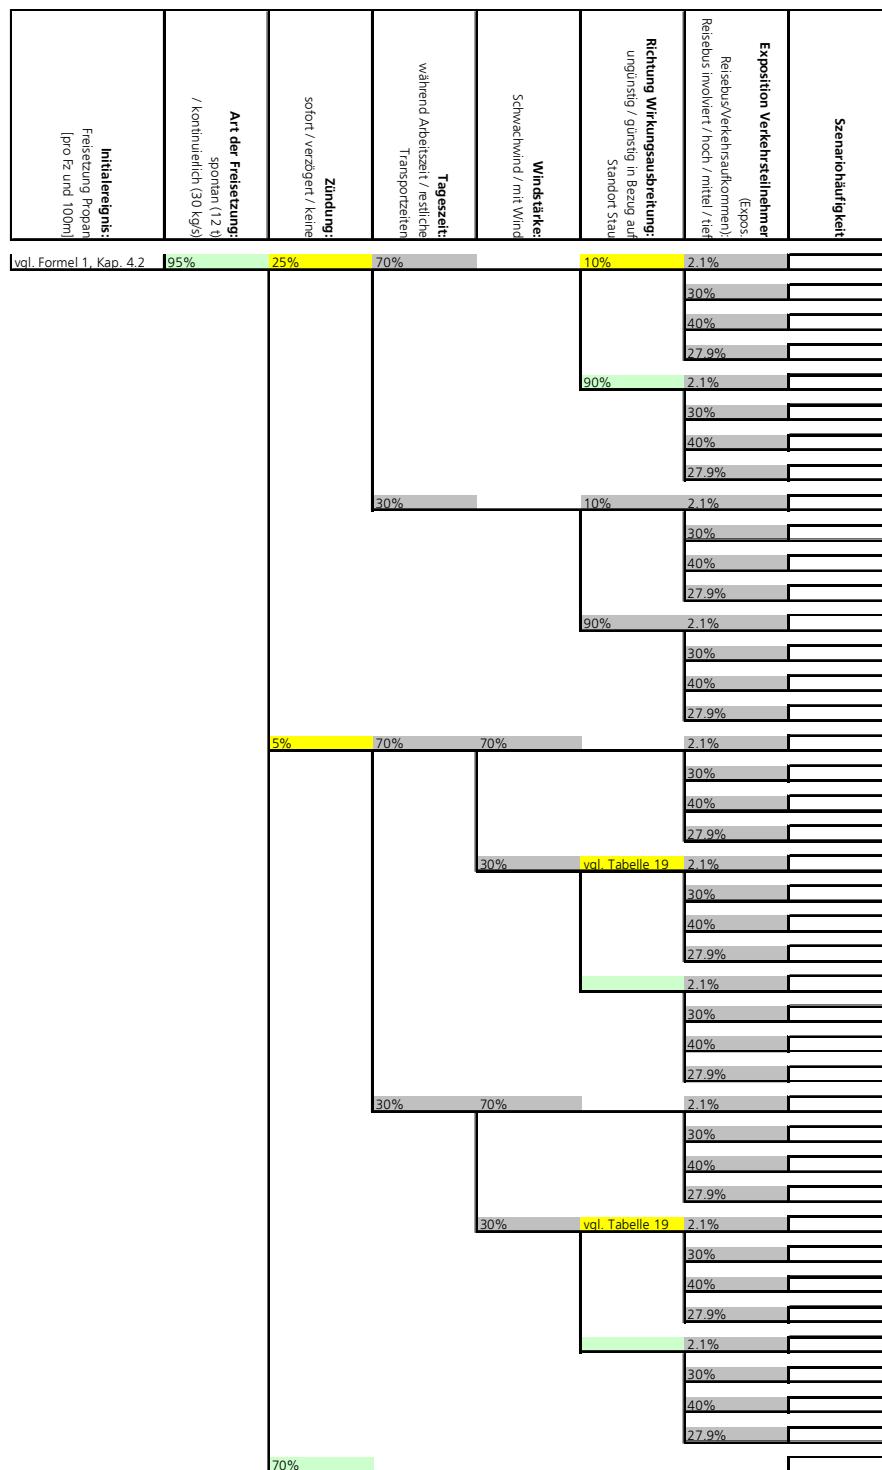 Initialereignis:
Freisetzung Propan
[pro Fz und 100m]
Art der Freisetzung:
spontan (12 t)
/ kontinuierlich (30 kg/s)
Zündung:
sofort / verzögert / keine
Tageszeit:
während Arbeitszeit / restliche
Transportzeiten
Windstärke:
Schwachwind / mit Wind
Richtung Wirkungsausbreitung:
ungünstig / günstig in Bezug auf
Standort Stau
Exposition Verkehrsteilnehmer
(Expos.
Reisebus/Verkehrsaufkommen):
Reisebus involviert / hoch / mittel / tief
Szenariohäufigkeit
vgl. Formel 1, Kap. 4.2 95% 25% 70% 10% 2.1%
30%
40%
27.9%
90% 2.1%
30%
40%
27.9%
30% 10% 2.1%
30%
40%
27.9%
90% 2.1%
30%
40%
27.9%
5% 70% 70% 2.1%
30%
40%
27.9%
30% vgl. Tabelle 19 2.1%
30%
40%
27.9%
2.1%
30%
40%
27.9%
30% 70% 2.1%
30%
40%
27.9%
30% vgl. Tabelle 19 2.1%
30%
40%
27.9%
2.1%
30%
40%
27.9%
70%